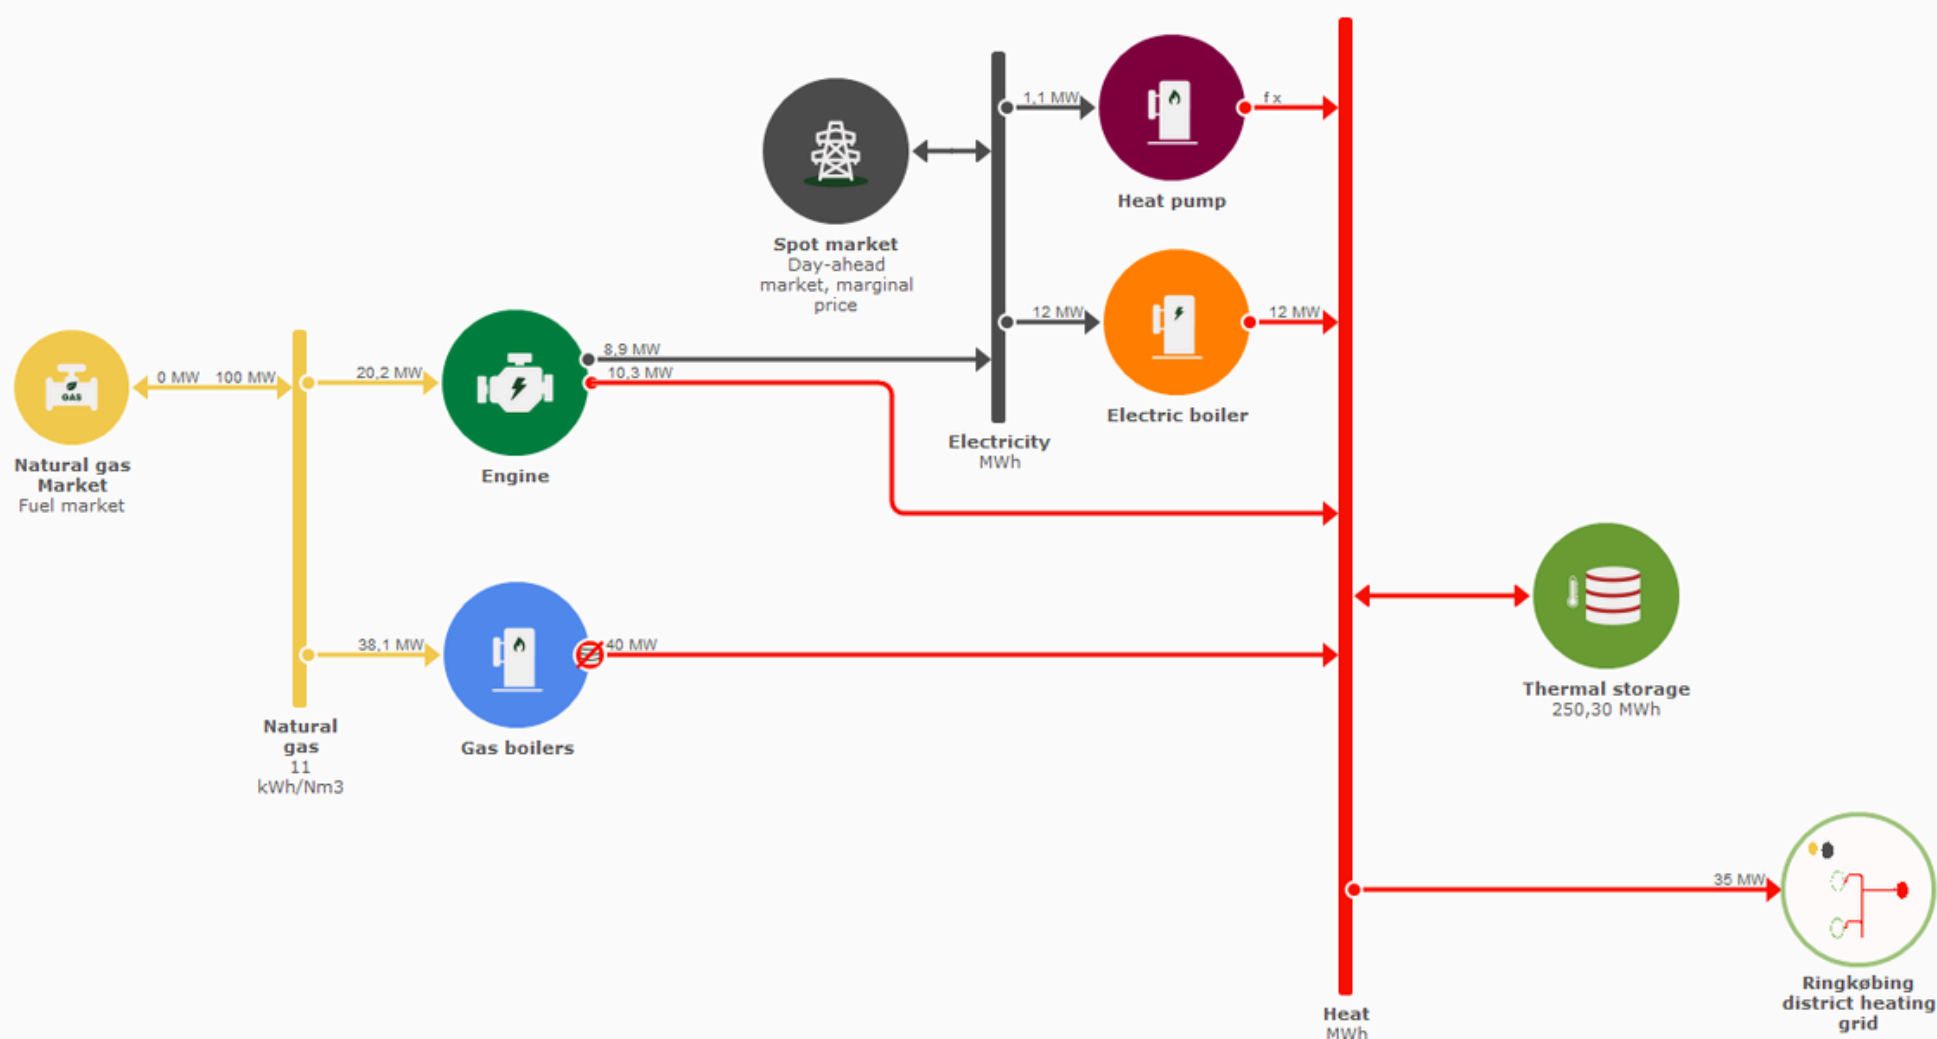 1,1 MW
f x
Heat pump
Spot market
Day-ahead
market, marginal
price
12 MW
12 MW
Electric boiler
Electricity
MWh
0 MW
100 MW
20,2 MW
8,9 MW
10,3 MW
GAS
Natural gas
Market
Fuel market
Engine
38,1 MW
40 MW
Natural
gas
11
kWh/Nm3
Gas boilers
Thermal storage
250,30 MWh
35 MW
Ringkøbing
district heating
grid
Heat
MWh